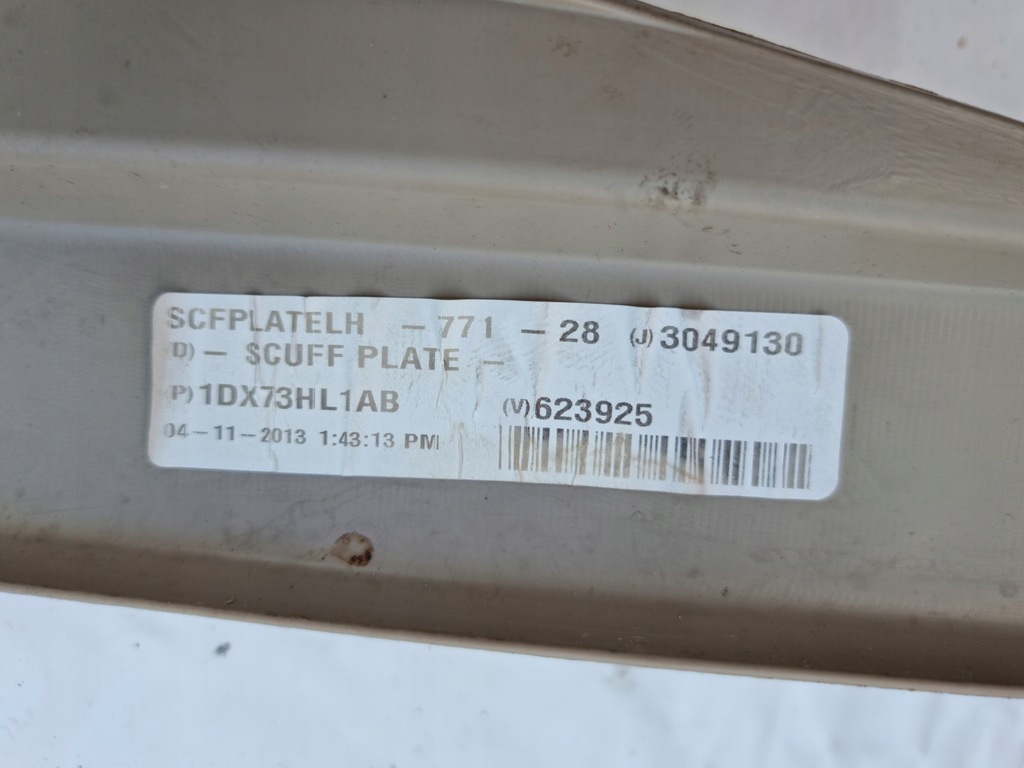 SCFPLATELH -771 -28 (J)3049130
D)- SCUFF PLATE -
P)1DX73HL1AB (V)623925
04-11-2013 1:43:13 PM